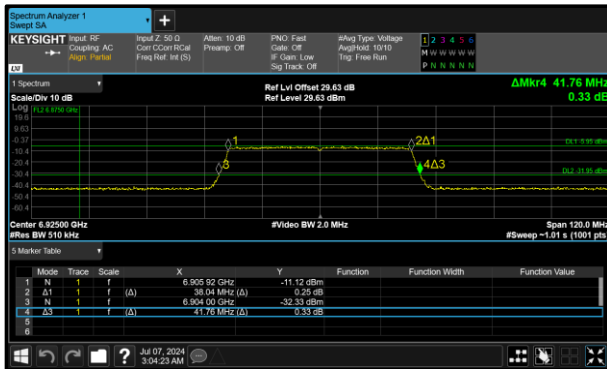 Spectrum Analyzer 1
Swept SA
KEYSIGHT
Input: RF
Coupling: AC
Align: Partial
Input Z: 50 Ω
Corr CCorr RCal
Freq Ref: Int (S)
Atten: 10 dB
Preamp: Off
PNO: Fast
Gate: Off
IF Gain: Low
Sig Track: Off
#Avg Type: Voltage
Avg|Hold: 10/10
Trig: Free Run
1 2 3 4 5 6
M W W W W W
P N N N N N
LXI
1 Spectrum
Scale/Div 10 dB
Ref Lvl Offset 29.63 dB
Ref Level 29.63 dBm
ΔMkr4 41.76 MHz
0.33 dB
Log
19.6
9.63
-0.37
-10.4
-20.4
-30.4
-40.4
-50.4
-60.4
1
2Δ1
3
4Δ3
DL1 -5.95 dBm
DL2 -31.95 dBm
Center 6.92500 GHz
#Res BW 510 kHz
#Video BW 2.0 MHz
Span 120.0 MHz
#Sweep ~1.01 s (1001 pts)
5 Marker Table
Mode Trace Scale X Y Function Function Width Function Value
1 N 1 f 6.905 92 GHz -11.12 dBm
2 Δ1 1 f (Δ) 38.04 MHz (Δ) 0.25 dB
3 N 1 f 6.904 00 GHz -32.33 dBm
4 Δ3 1 f (Δ) 41.76 MHz (Δ) 0.33 dB
5
6
?
Jul 07, 2024
3:04:23 AM